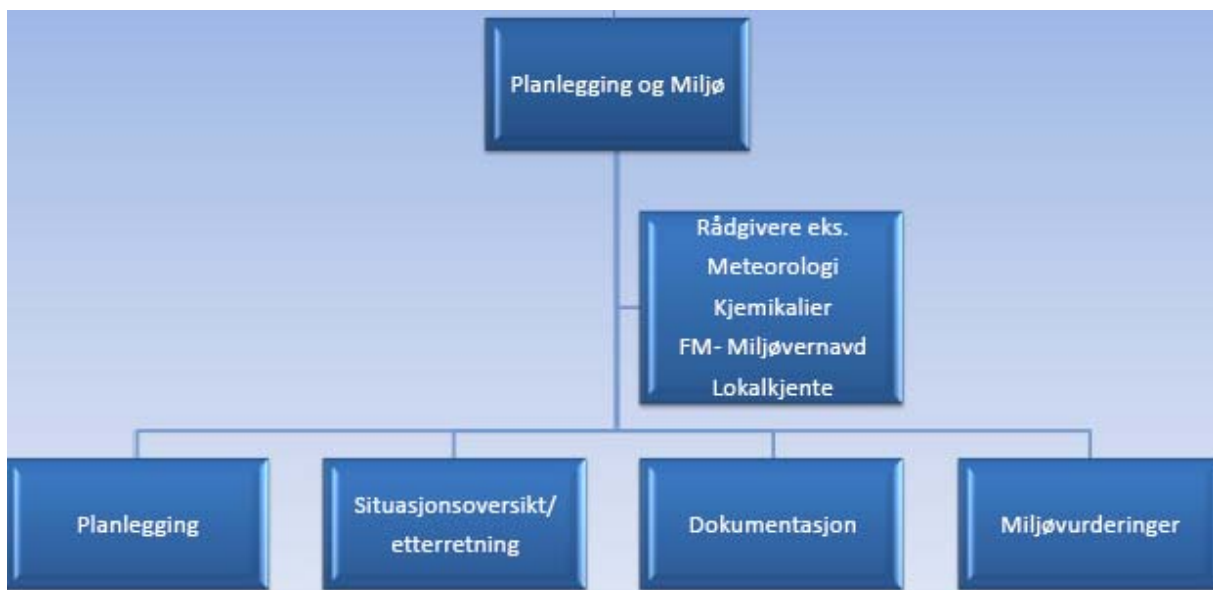 Planlegging og Miljø
Rådgivere eks.
Meteorologi
Kjemikalier
FM- Miljøvernavd
Lokalkjente
Planlegging
Situasjonsoversikt/
etterretning
Dokumentasjon
Miljøvurderinger